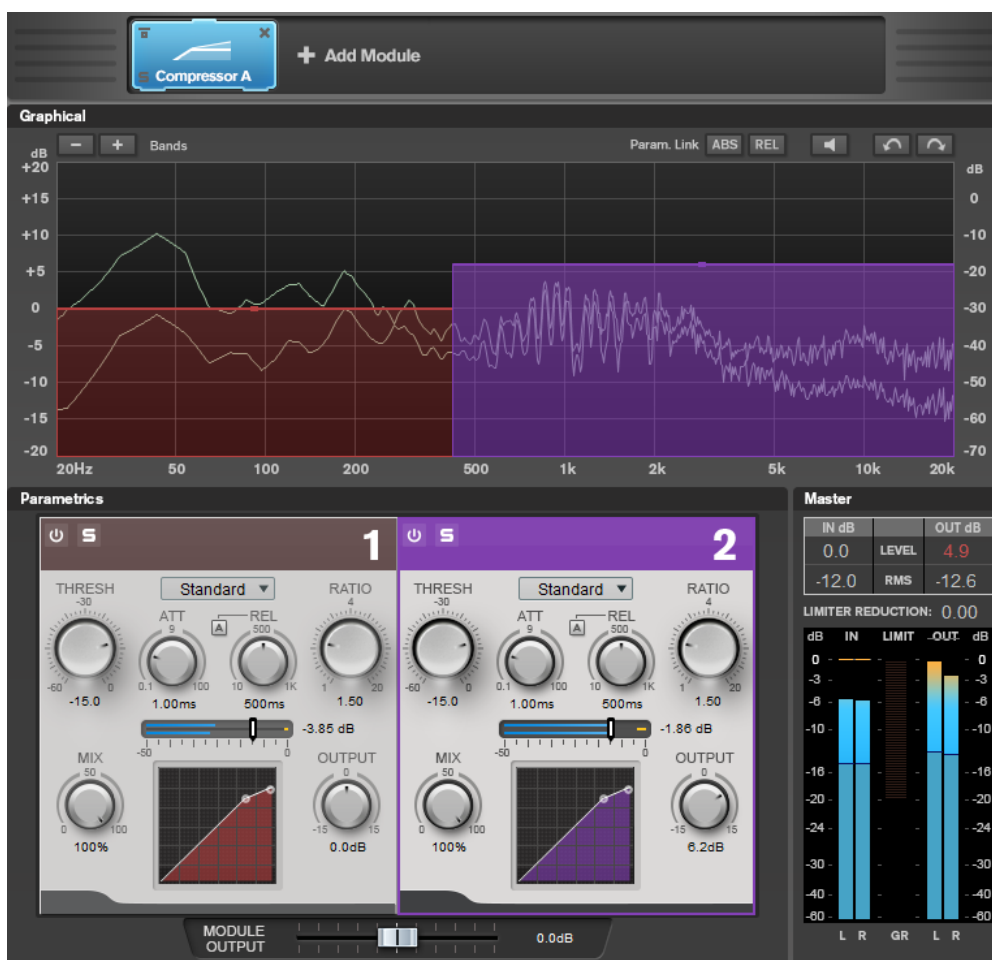 S Compressor A
Add Module
Graphical
Bands Param. Link ABS REL
dB dB
+20
+15 0
+10 -10
+5 -20
0 -30
-5 -40
-10 -50
-15 -60
-20 -70
20Hz 50 100 200 500 1k 2k 5k 10k 20k
Parametrics
S 1
THRESH Standard RATIO
-30 4
ATT REL
9 A 500
-60 0 0.1 100 10 1K 1 20
-15.0 1.00ms 500ms 1.50
-3.85 dB
-50 0
MIX OUTPUT
50 0
0 100 -15 15
100% 0.0dB
S 2
THRESH Standard RATIO
-30 4
ATT REL
9 A 500
-60 0 0.1 100 10 1K 1 20
-15.0 1.00ms 500ms 1.50
-1.86 dB
-50 0
MIX OUTPUT
50 0
0 100 -15 15
100% 6.2dB
MODULE
OUTPUT 0.0dB
Master
IN dB OUT dB
0.0 LEVEL 4.9
-12.0 RMS -12.6
LIMITER REDUCTION: 0.00
dB IN LIMIT OUT dB
0 0
-3 -3
-6 -6
-10 -10
-16 -16
-20 -20
-24 -24
-30 -30
-40 -40
-60 -60
L R GR L R